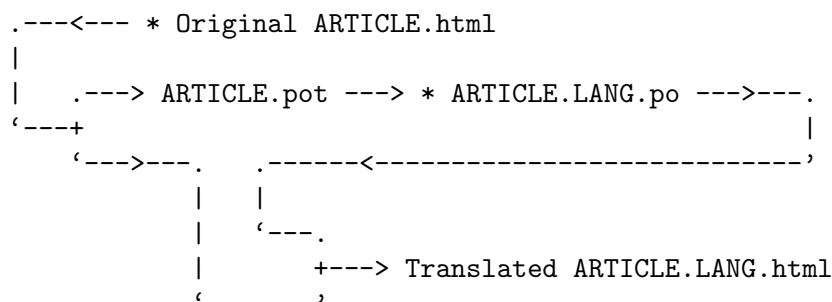 .---<--- * Original ARTICLE.html
|
|   .---> ARTICLE.pot ---> * ARTICLE.LANG.po --->---.
‘---+                                               |
    ‘--->---.   .------<----------------------------’
            |   |
            |   ‘---.
            |       +---> Translated ARTICLE.LANG.html
            ‘-------’